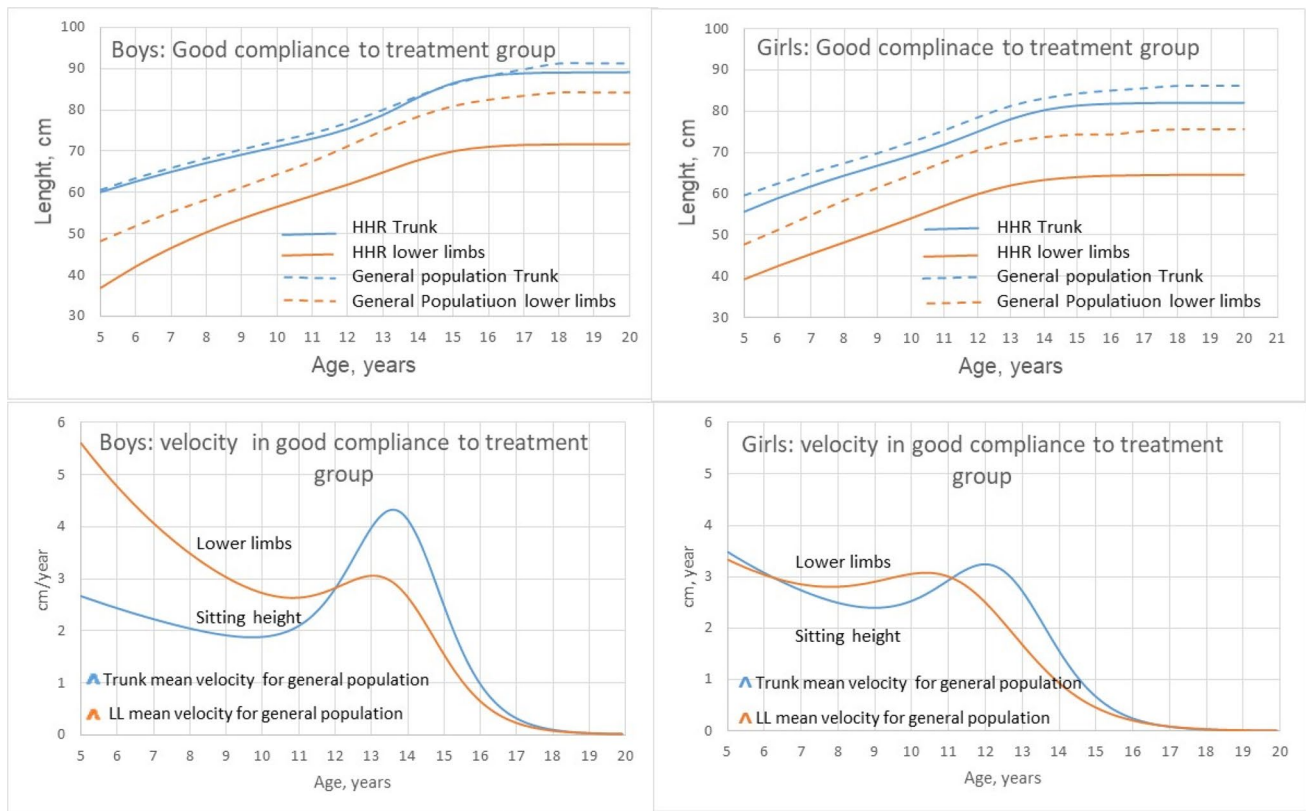 Boys: Good compliance to treatment group
Lenght, cm
100
90
80
70
60
50
40
30
HHR Trunk
HHR lower limbs
General population Trunk
General Populatiuon lower limbs
5 6 7 8 9 10 11 12 13 14 15 16 17 18 19 20
Age, years
Girls: Good complinace to treatment group
Lenght, cm
100
90
80
70
60
50
40
30
HHR Trunk
HHR lower limbs
General population Trunk
General Populatiuon lower limbs
5 6 7 8 9 10 11 12 13 14 15 16 17 18 19 20 21
Age, years
Boys: velocity in good compliance to treatment
group
cm/year
6
5
4
3
2
1
0
Lower limbs
Sitting height
Trunk mean velocity for general population
LL mean velocity for general population
5 6 7 8 9 10 11 12 13 14 15 16 17 18 19 20
Age, years
Girls: velocity in good compliance to treatment
group
cm, year
6
5
4
3
2
1
0
Lower limbs
Sitting height
Trunk mean velocity for general population
LL mean velocity for general population
5 6 7 8 9 10 11 12 13 14 15 16 17 18 19 20
Age, years